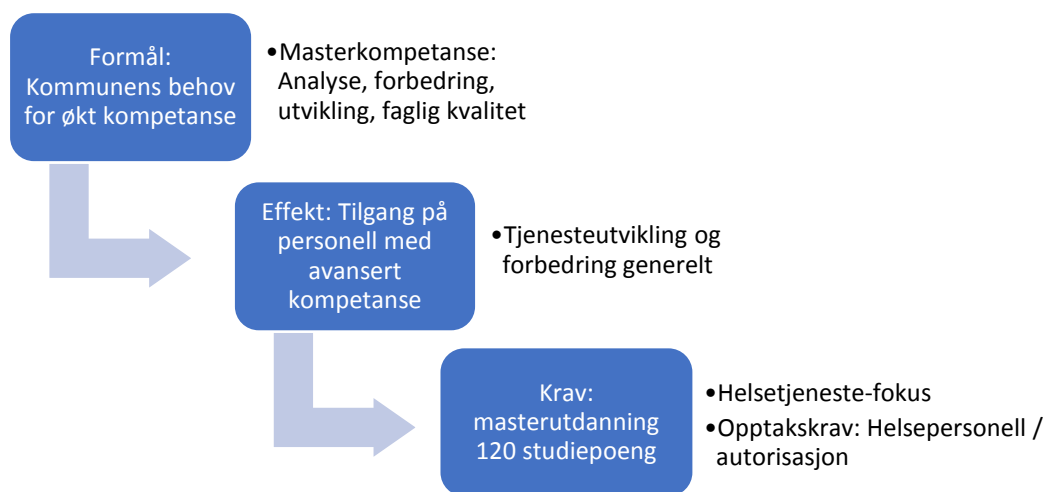 Formål:
Kommunens behov
for økt kompetanse
•Masterkompetanse:
Analyse, forbedring,
utvikling, faglig kvalitet
Effekt: Tilgang på
personell med
avansert
kompetanse
•Tjenesteutvikling og
forbedring generelt
Krav:
masterutdanning
120 studiepoeng
•Helsetjeneste-fokus
•Opptakskrav: Helsepersonell /
autorisasjon